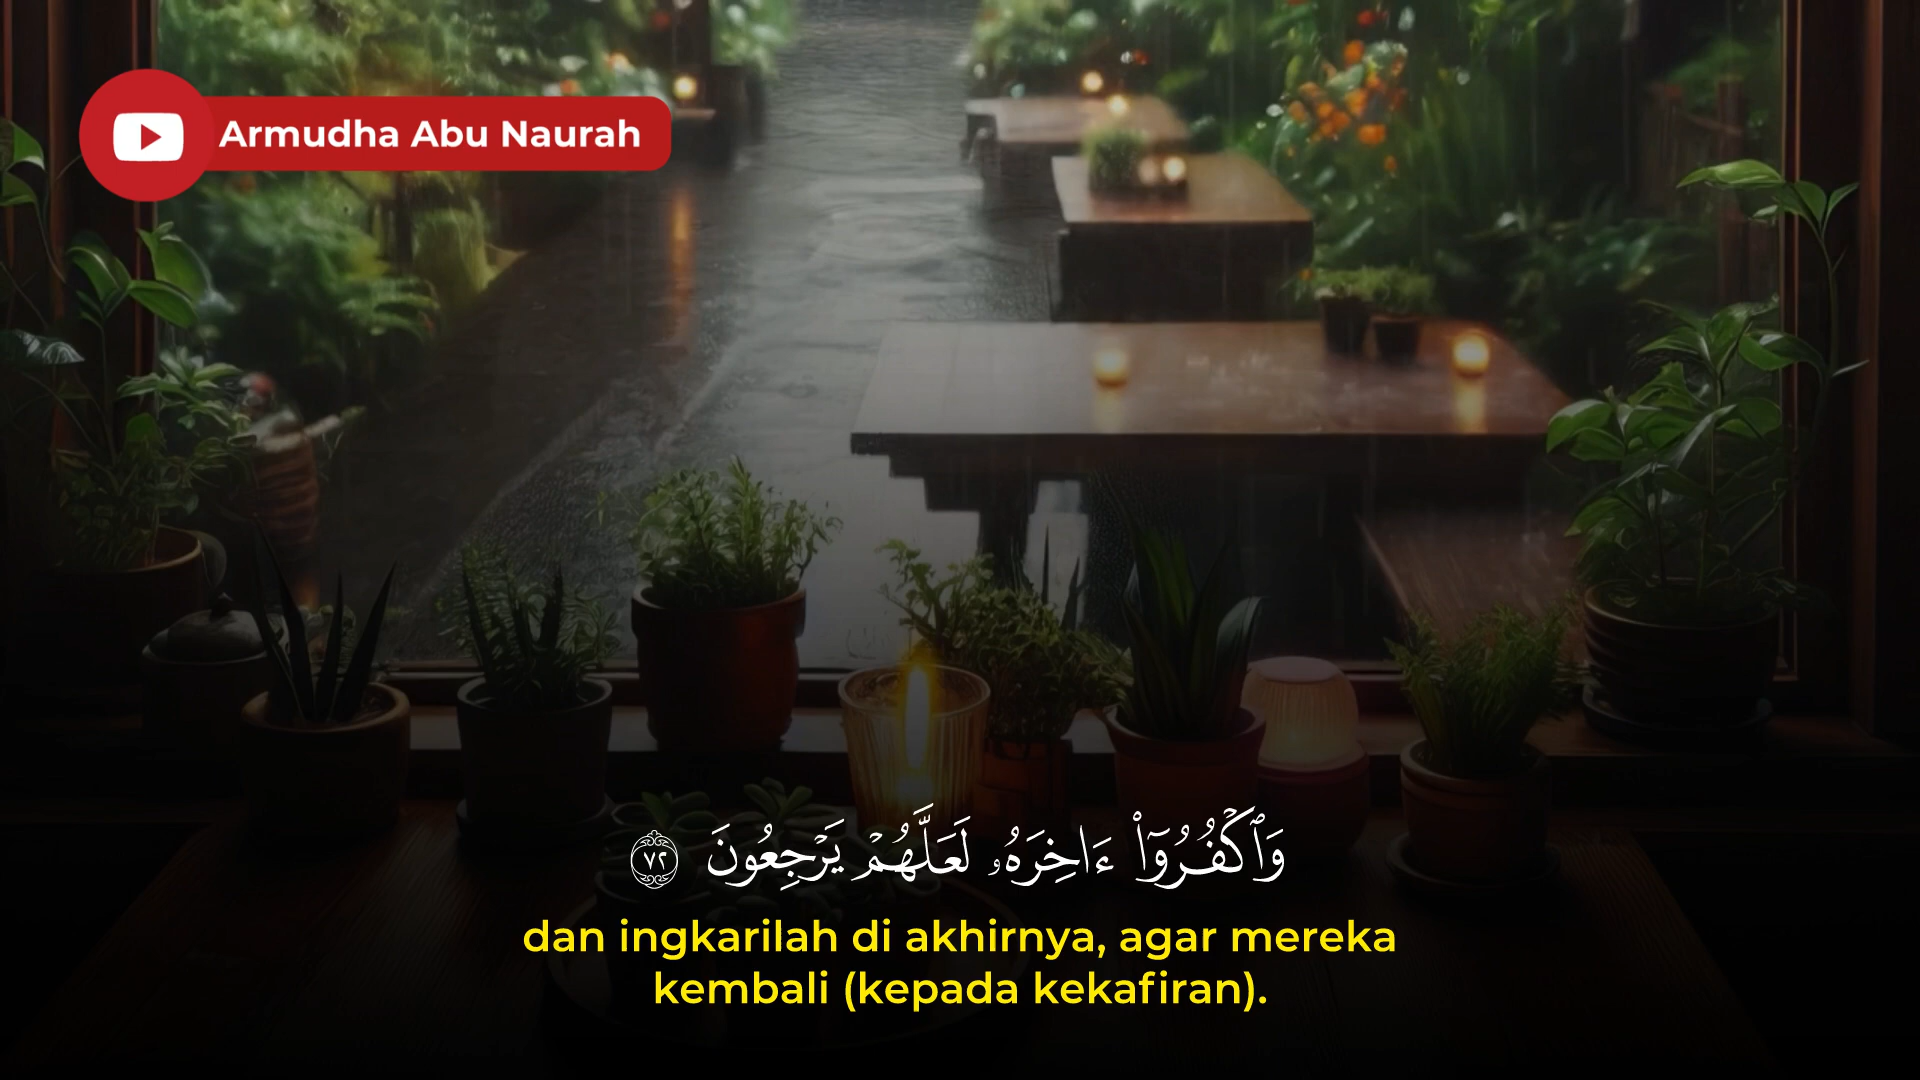 Armudha Abu Naurah
وَٱكْفُرُوٓا۟ ءَاخِرَهُۥ لَعَلَّهُمْ يَرْجِعُونَ ٧٢
dan ingkarilah di akhirnya, agar mereka
kembali (kepada kekafiran).